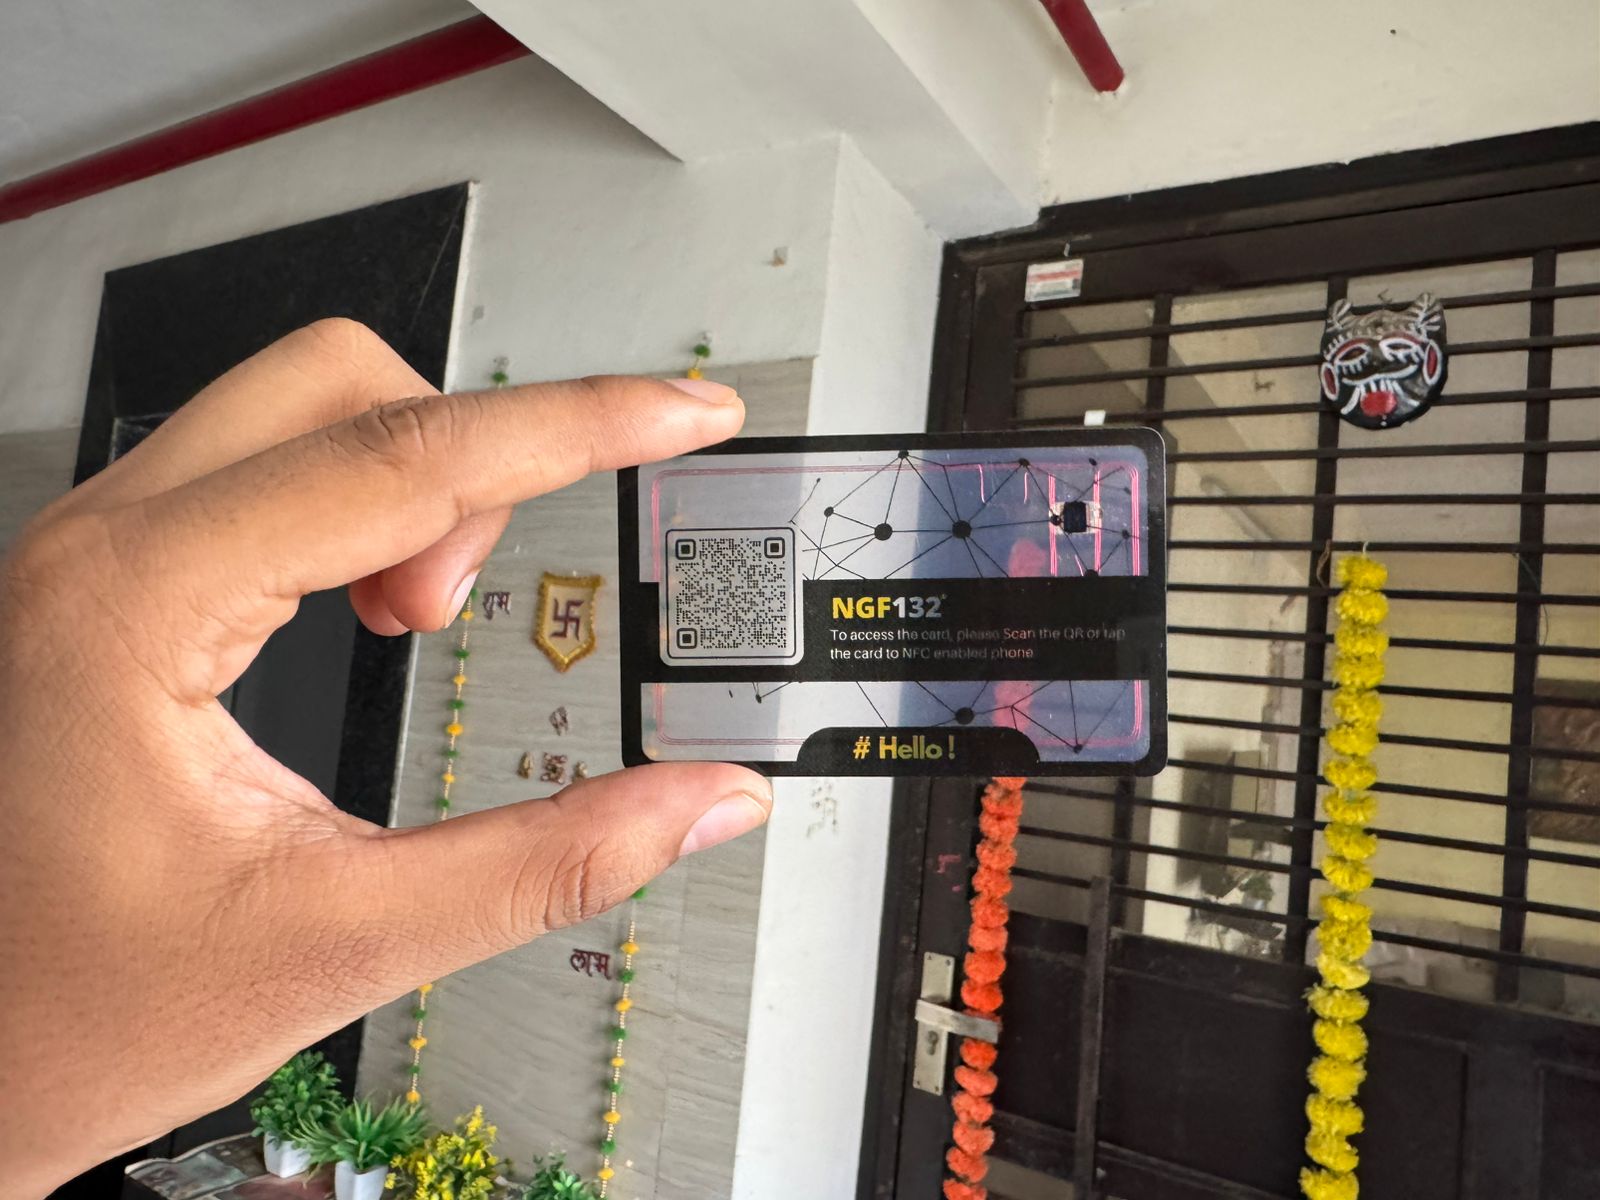 NGF132
To access the card, please Scan the QR or tap
the card to NFC enabled phone
# Hello !
शुभ
लाभ